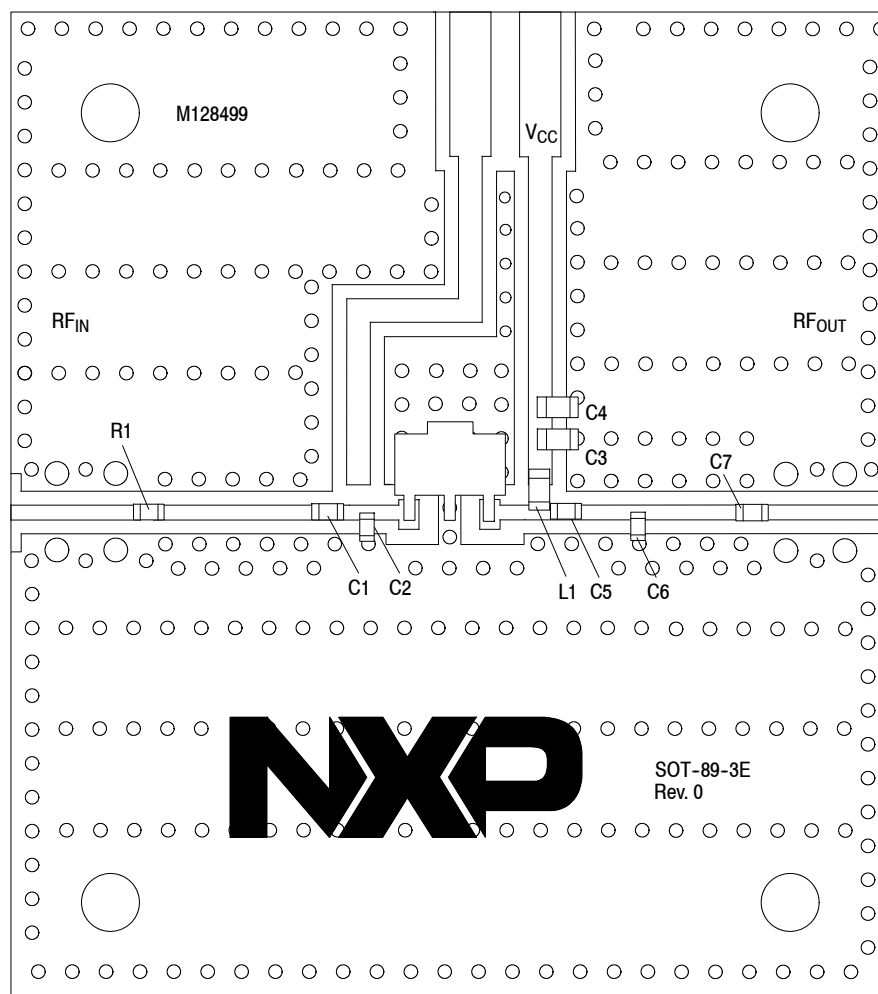 M128499
VCC
RFIN
RFOUT
C4
R1
C3
C7
C1
C2
L1
C5
C6
NXP
SOT-89-3E
Rev. 0